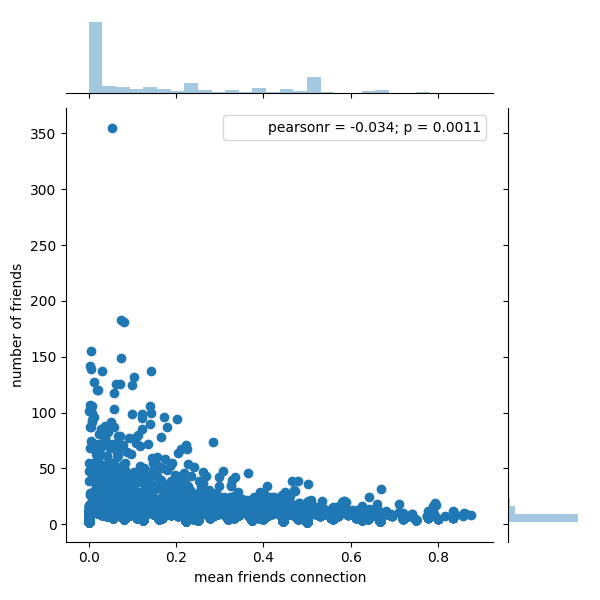 pearsonr = -0.034; p = 0.0011
350
300
250
200
150
100
50
0
number of friends
0.0 0.2 0.4 0.6 0.8
mean friends connection